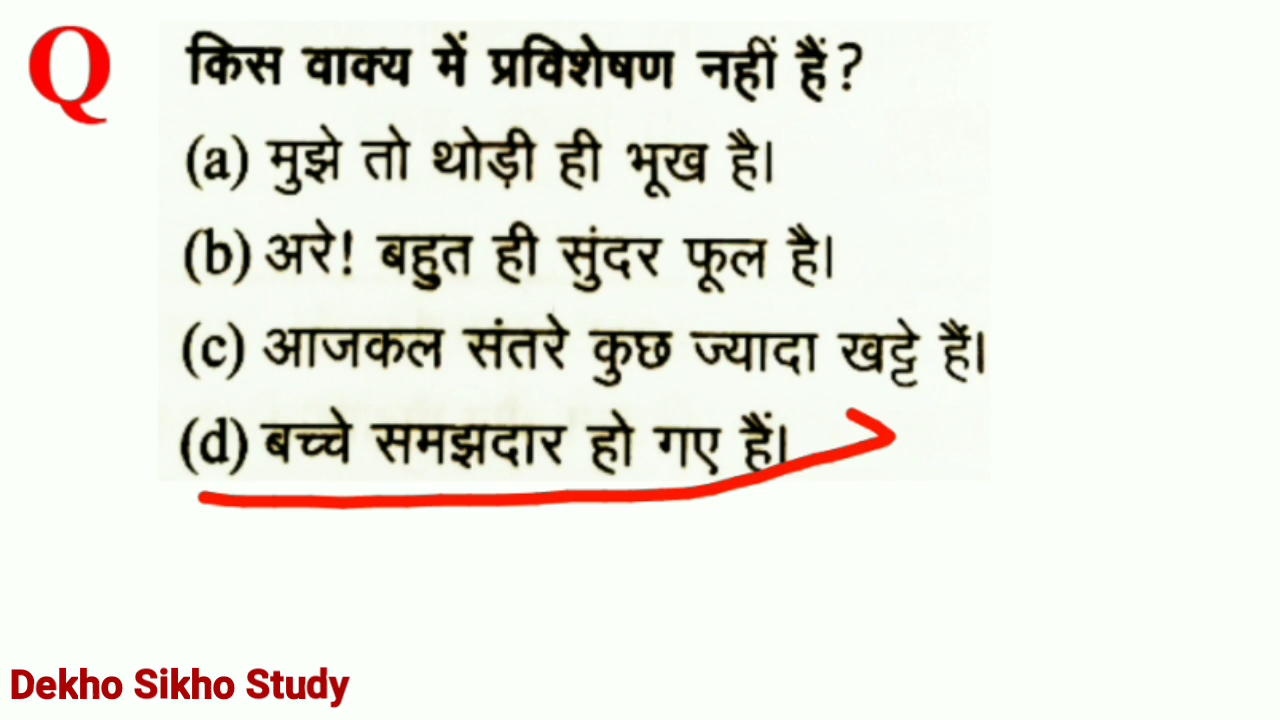 Q किस वाक्य में प्रविशेषण नहीं हैं?
(a) मुझे तो थोड़ी ही भूख है।
(b) अरे! बहुत ही सुंदर फूल है।
(c) आजकल संतरे कुछ ज्यादा खट्टे हैं।
(d) बच्चे समझदार हो गए हैं।
Dekho Sikho Study